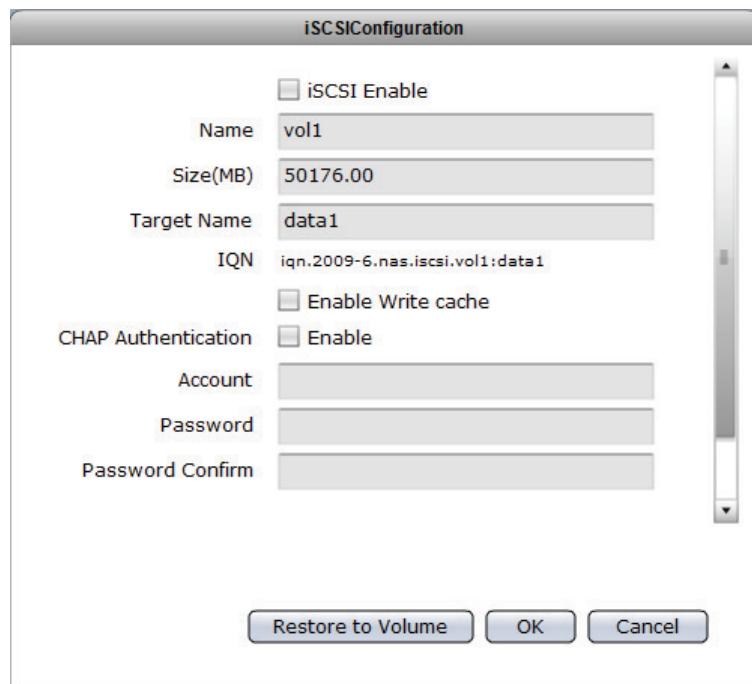 iSCSIConfiguration
iSCSI Enable
Name vol1
Size(MB) 50176.00
Target Name data1
IQN iqn.2009-6.nas.iscsi.vol1:data1
Enable Write cache
CHAP Authentication Enable
Account
Password
Password Confirm
Restore to Volume OK Cancel